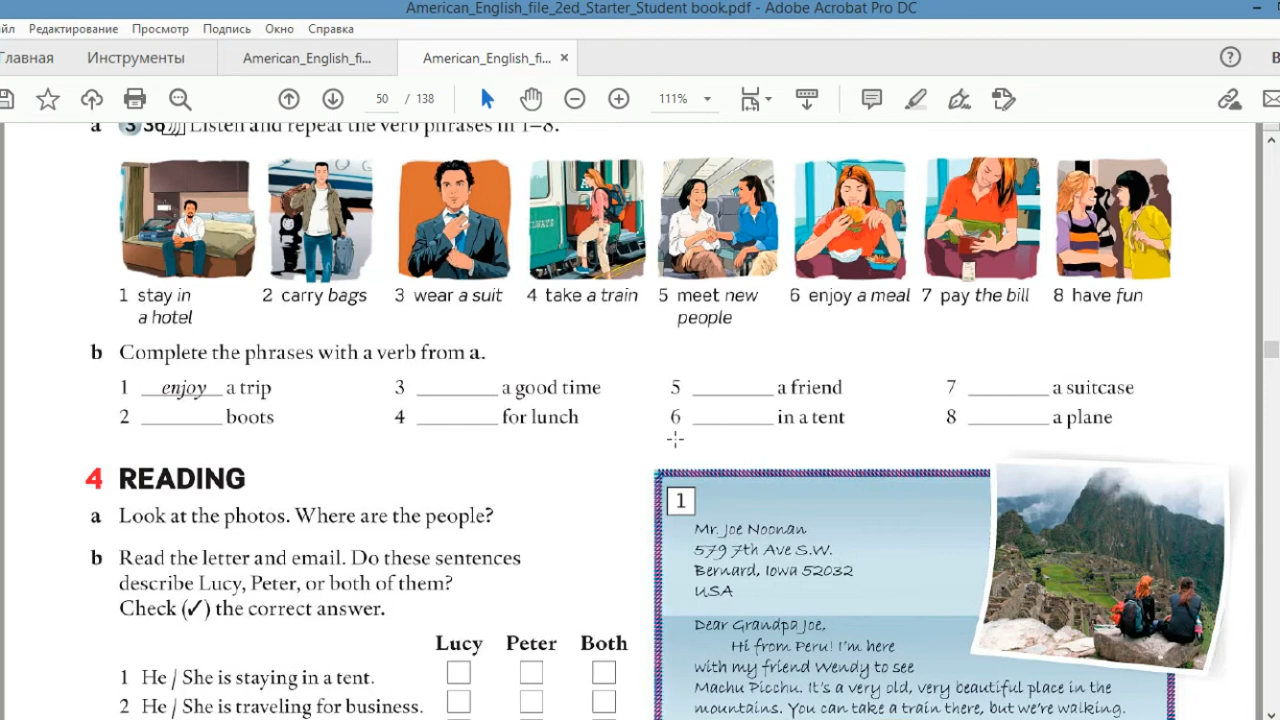 American_English_file_2ed_Starter_Student book.pdf - Adobe Acrobat Pro DC
йл Редактирование Просмотр Подпись Окно Справка
Главная Инструменты American_English_fi... American_English_fi... ×
50 / 138 111%
a 3 36 Listen and repeat the verb phrases in 1–8.
1 stay in a hotel
2 carry bags
3 wear a suit
4 take a train
5 meet new people
6 enjoy a meal
7 pay the bill
8 have fun
b Complete the phrases with a verb from a.
1 enjoy a trip
2 ________ boots
3 ________ a good time
4 ________ for lunch
5 ________ a friend
6 ________ in a tent
7 ________ a suitcase
8 ________ a plane
4 READING
a Look at the photos. Where are the people?
b Read the letter and email. Do these sentences
describe Lucy, Peter, or both of them?
Check (✓) the correct answer.
Lucy Peter Both
1 He / She is staying in a tent.
2 He / She is traveling for business.
1
Mr. Joe Noonan
579 7th Ave S.W.
Bernard, Iowa 52032
USA
Dear Grandpa Joe,
Hi from Peru! I'm here
with my friend Wendy to see
Machu Picchu. It's a very old, very beautiful place in the
mountains. You can take a train there, but we're walking.